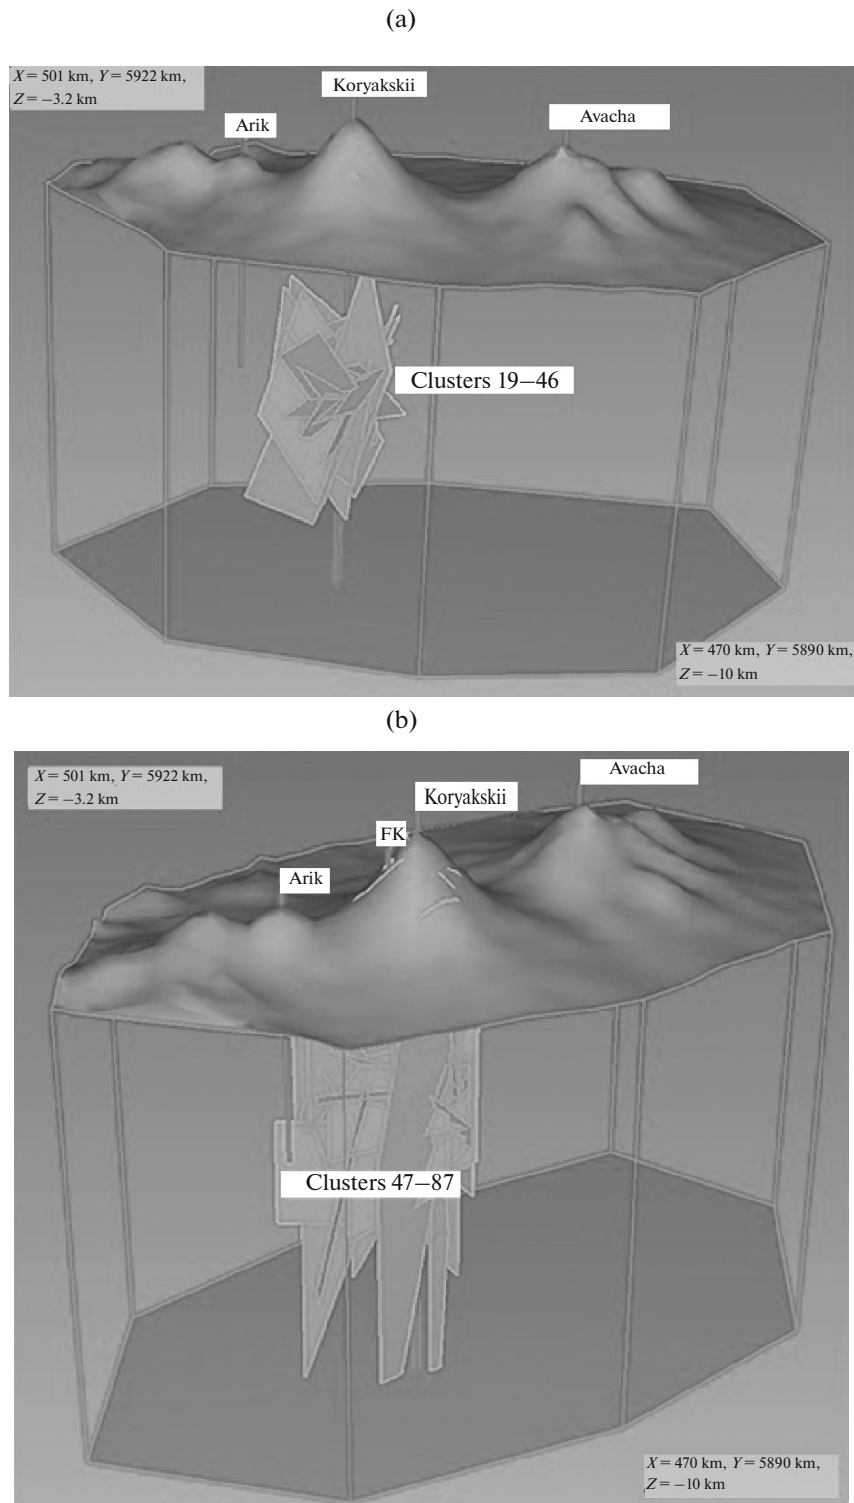 (a)
X = 501 km, Y = 5922 km,
Z = −3.2 km
Koryakskii
Arik
Avacha
Clusters 19–46
X = 470 km, Y = 5890 km,
Z = −10 km
(b)
X = 501 km, Y = 5922 km,
Z = −3.2 km
Avacha
Koryakskii
FK
Arik
Clusters 47–87
X = 470 km, Y = 5890 km,
Z = −10 km